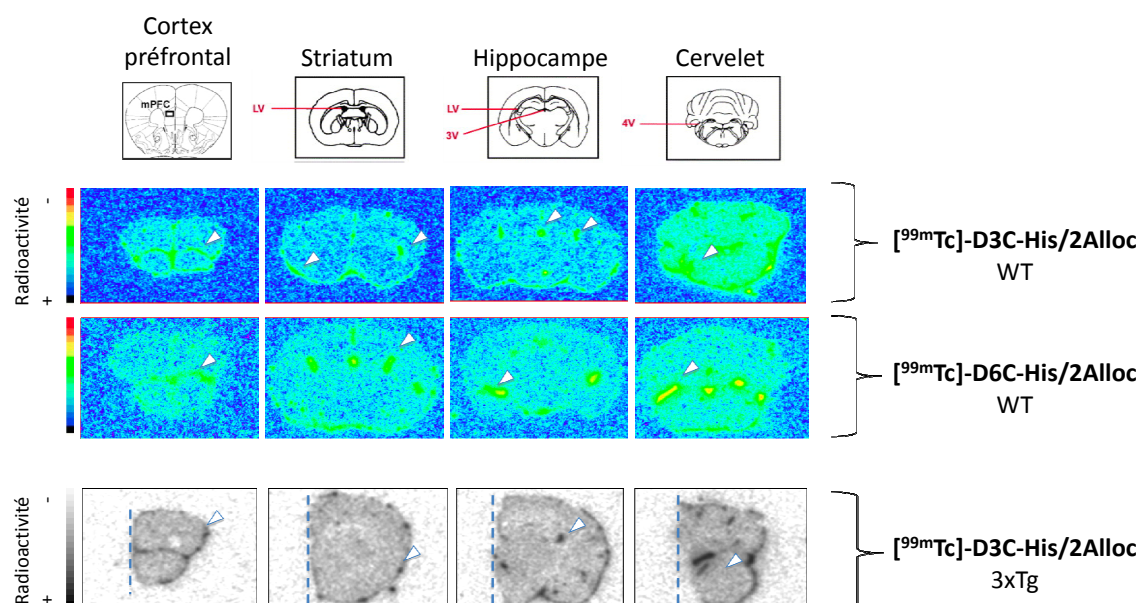 Cortex
préfrontal
Striatum
Hippocampe
Cervelet
mPFC
LV
LV
3V
4V
Radioactivité
-
+
[99mTc]-D3C-His/2Alloc
WT
[99mTc]-D6C-His/2Alloc
WT
Radioactivité
-
+
[99mTc]-D3C-His/2Alloc
3xTg